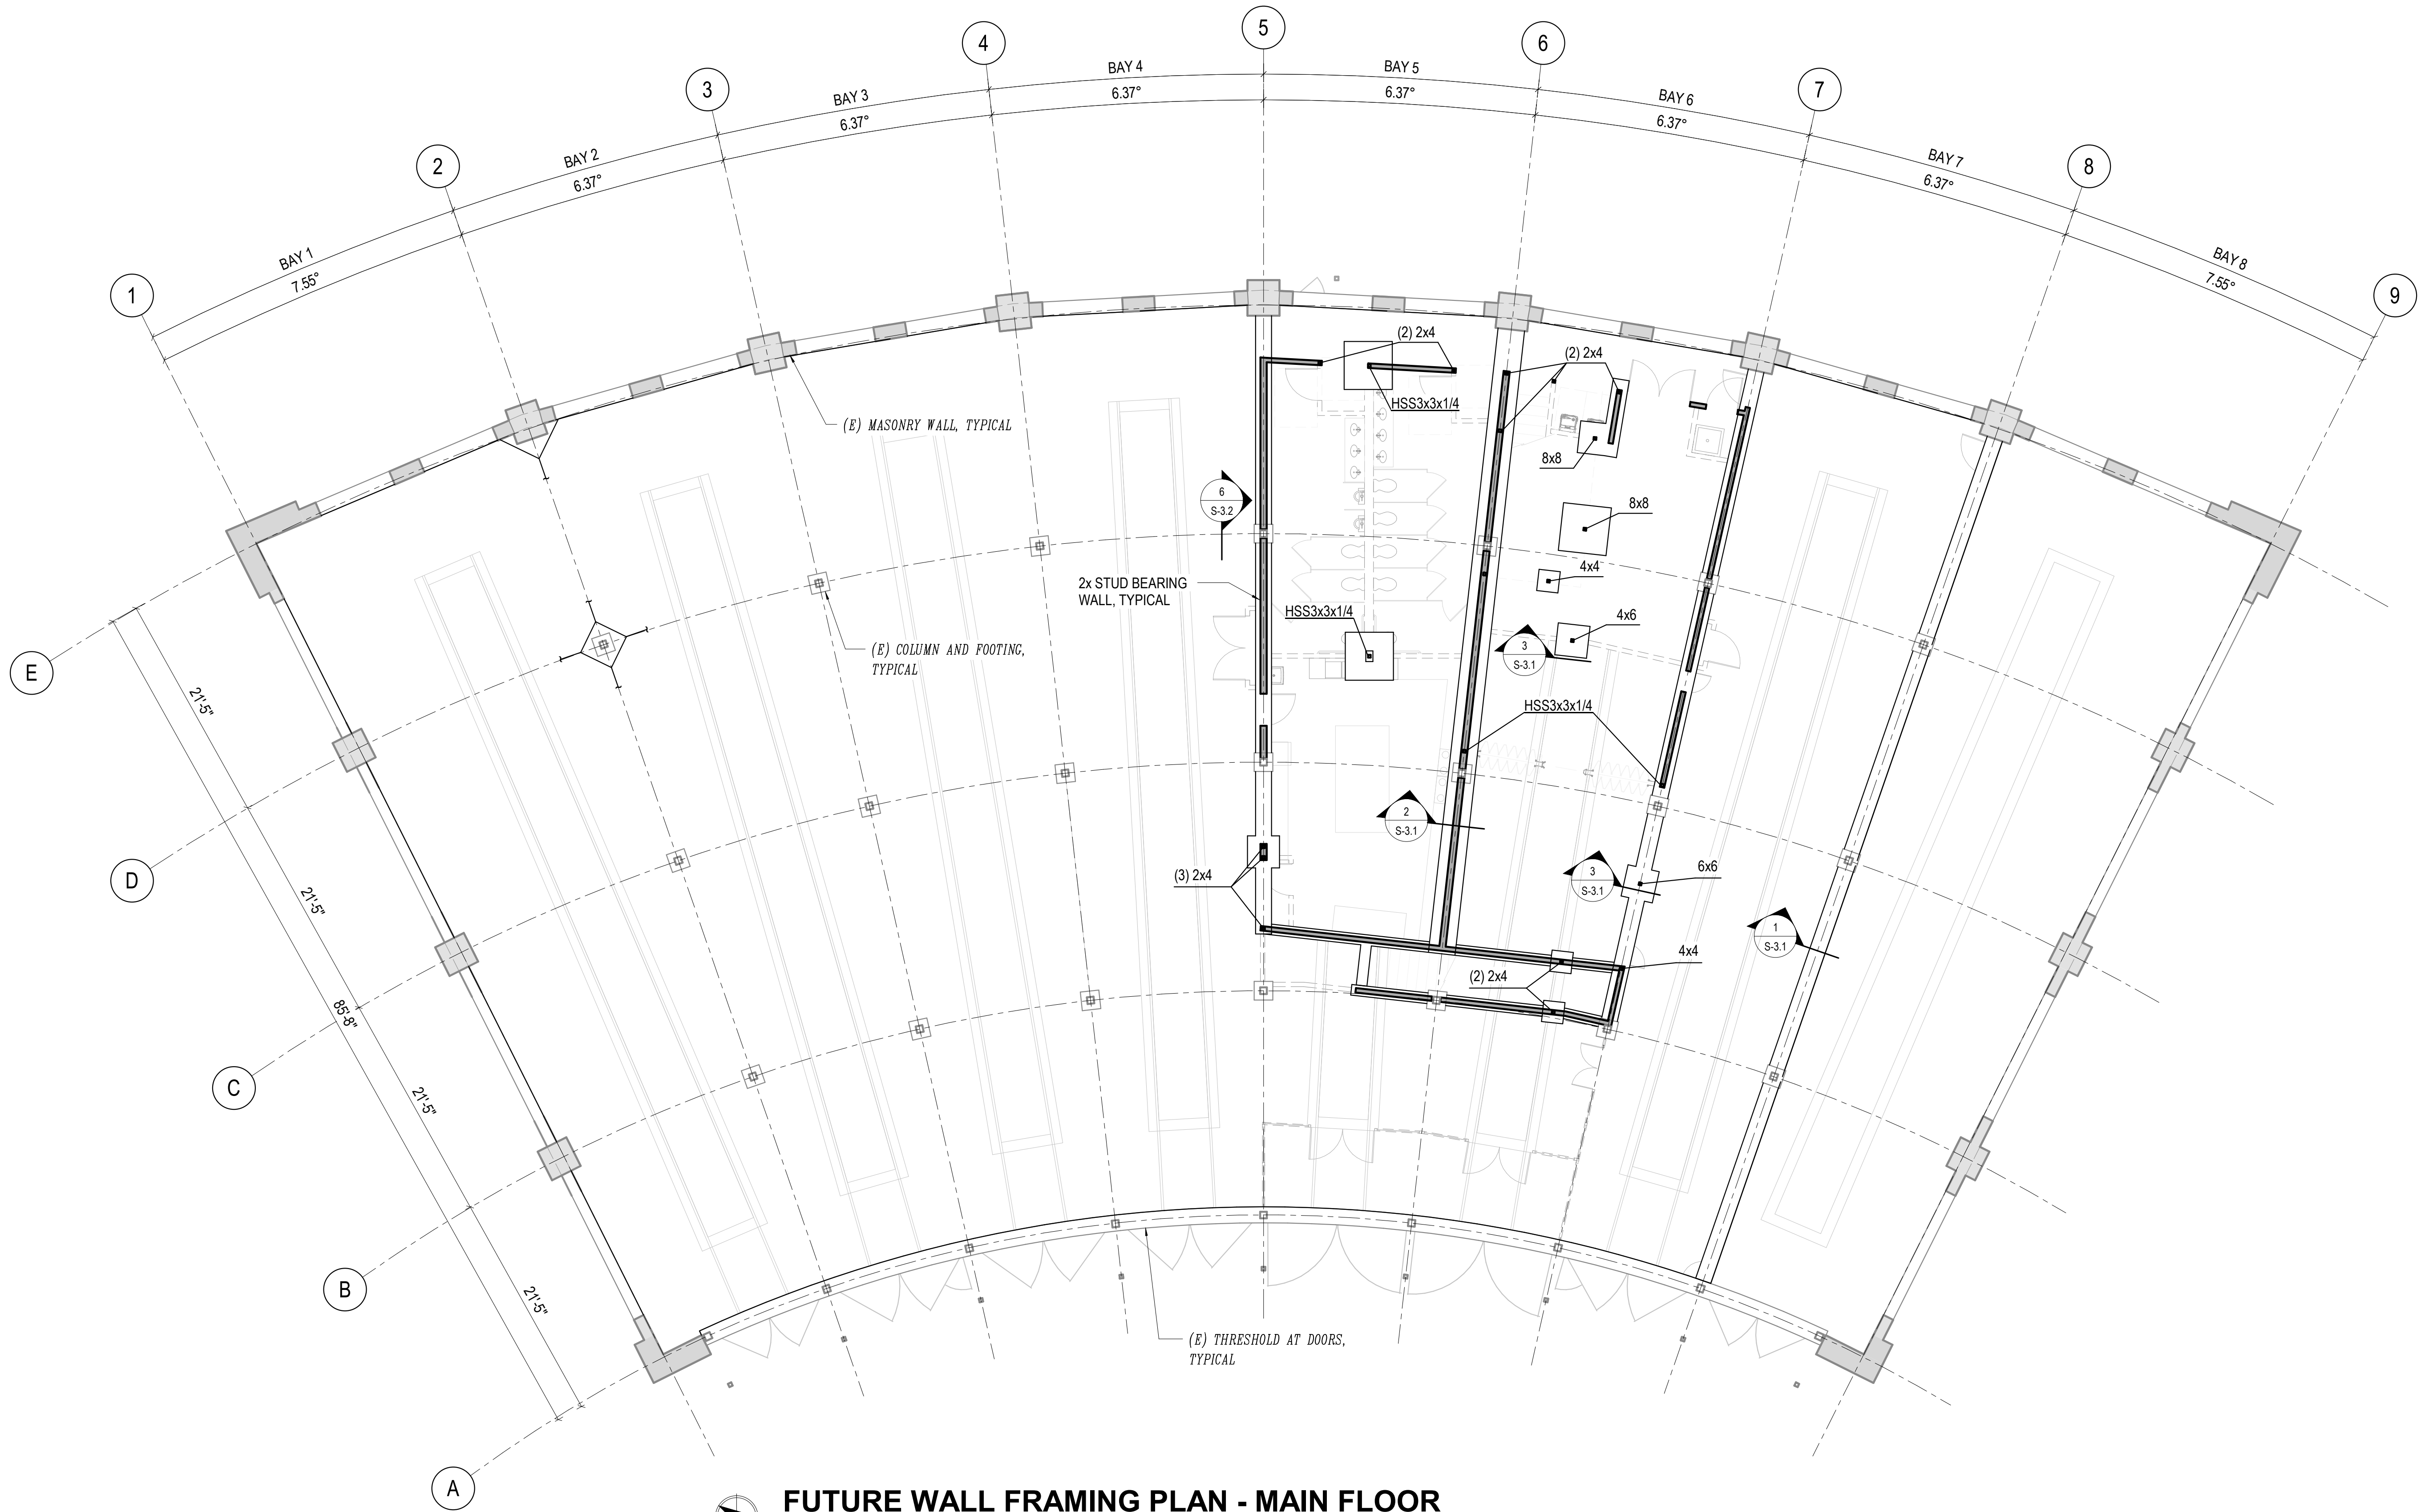 5
4
6
3
7
2
8
1
9
BAY 1
BAY 2
BAY 3
BAY 4
BAY 5
BAY 6
BAY 7
BAY 8
7.55°
6.37°
6.37°
6.37°
6.37°
6.37°
6.37°
7.55°
(E) MASONRY WALL, TYPICAL
(2) 2x4
HSS3x3x1/4
(2) 2x4
8x8
8x8
6
S-3.2
4x4
2x STUD BEARING
WALL, TYPICAL
HSS3x3x1/4
4x6
3
S-3.1
(E) COLUMN AND FOOTING,
TYPICAL
HSS3x3x1/4
2
S-3.1
(3) 2x4
3
S-3.1
6x6
1
S-3.1
4x4
(2) 2x4
E
D
C
B
A
21'-5"
21'-5"
85'-8"
21'-5"
21'-5"
(E) THRESHOLD AT DOORS,
TYPICAL
FUTURE WALL FRAMING PLAN - MAIN FLOOR